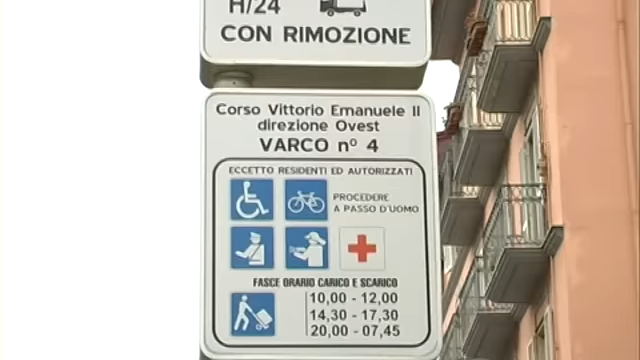 H/24
CON RIMOZIONE
Corso Vittorio Emanuele II
direzione Ovest
VARCO n° 4
ECCETTO RESIDENTI ED AUTORIZZATI
PROCEDERE
A PASSO D'UOMO
FASCE ORARIO CARICO E SCARICO
10,00 - 12,00
14,30 - 17,30
20,00 - 07,45